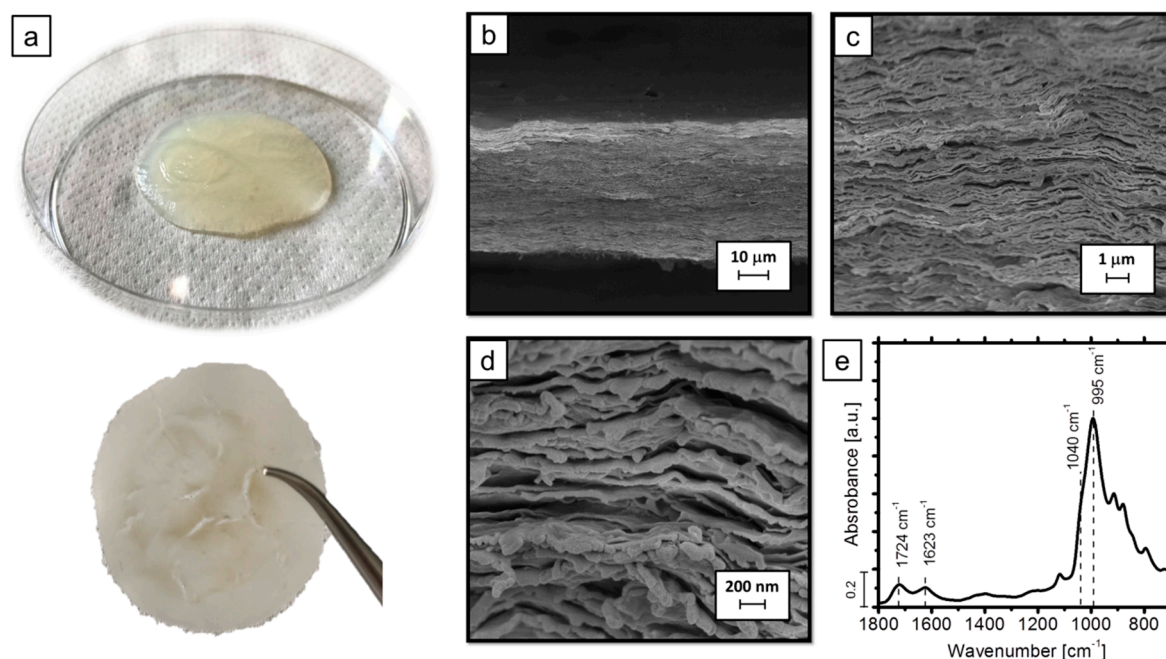 a
b
10 μm
c
1 μm
d
200 nm
e
Absrobance [a.u.]
0.2
1724 cm⁻¹
1623 cm⁻¹
1040 cm⁻¹
995 cm⁻¹
1800 1600 1400 1200 1000 800
Wavenumber [cm⁻¹]